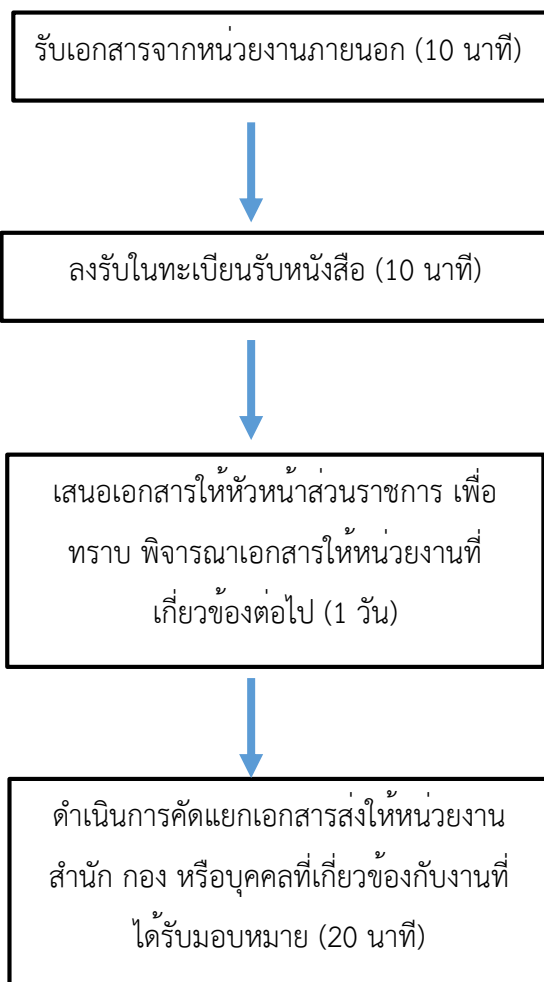 รับเอกสารจากหน่วยงานภายนอก (10 นาที)
ลงรับในทะเบียนรับหนังสือ (10 นาที)
เสนอเอกสารให้หัวหน้าส่วนราชการ เพื่อ
ทราบ พิจารณาเอกสารให้หน่วยงานที่
เกี่ยวข้องต่อไป (1 วัน)
ดำเนินการคัดแยกเอกสารส่งให้หน่วยงาน
สำนัก กอง หรือบุคคลที่เกี่ยวข้องกับงานที่
ได้รับมอบหมาย (20 นาที)